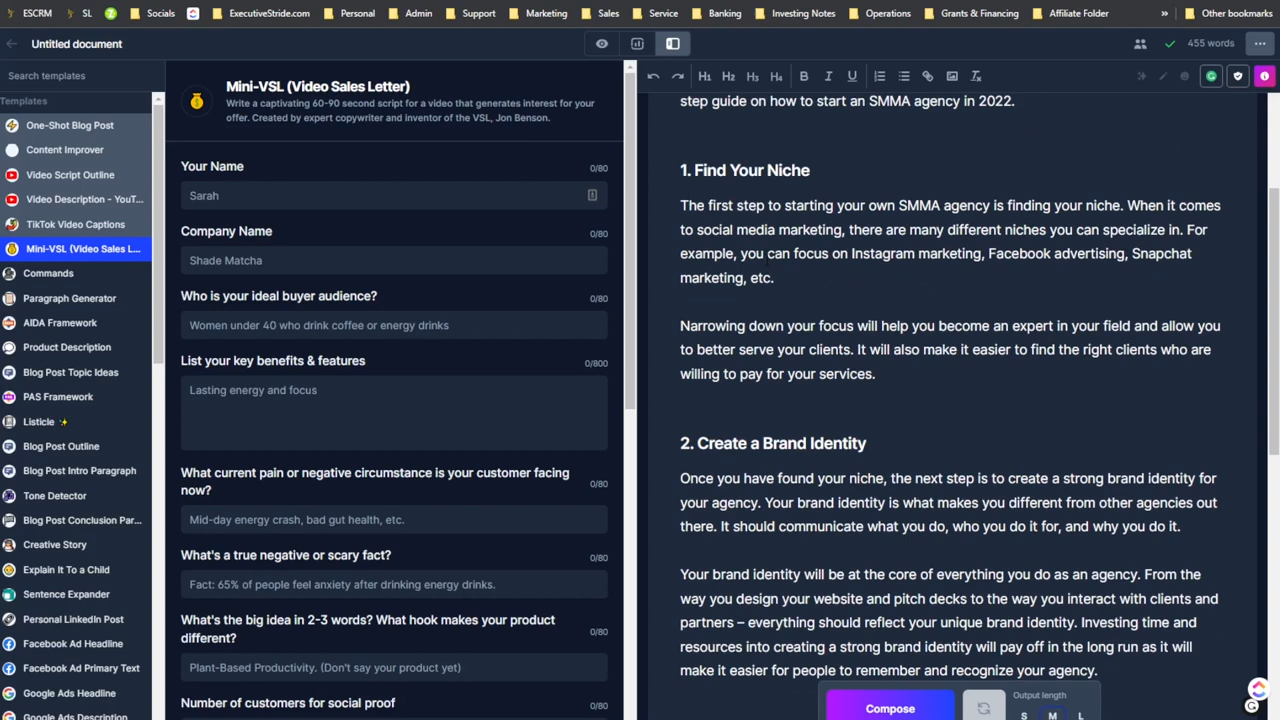 ESCRM
SL
Socials
ExecutiveStride.com
Personal
Admin
Support
Marketing
Sales
Service
Banking
Investing Notes
Operations
Grants & Financing
Affiliate Folder
»
Other bookmarks
Untitled document
455 words
Search templates
Templates
One-Shot Blog Post
Content Improver
Video Script Outline
Video Description - YouT...
TikTok Video Captions
Mini-VSL (Video Sales L...
Commands
Paragraph Generator
AIDA Framework
Product Description
Blog Post Topic Ideas
PAS Framework
Listicle ✨
Blog Post Outline
Blog Post Intro Paragraph
Tone Detector
Blog Post Conclusion Par...
Creative Story
Explain It To a Child
Sentence Expander
Personal LinkedIn Post
Facebook Ad Headline
Facebook Ad Primary Text
Google Ads Headline
Google Ads Description
Mini-VSL (Video Sales Letter)
Write a captivating 60-90 second script for a video that generates interest for your
offer. Created by expert copywriter and inventor of the VSL, Jon Benson.
Your Name
0/80
Sarah
Company Name
0/80
Shade Matcha
Who is your ideal buyer audience?
0/80
Women under 40 who drink coffee or energy drinks
List your key benefits & features
0/800
Lasting energy and focus
What current pain or negative circumstance is your customer facing
now?
0/80
Mid-day energy crash, bad gut health, etc.
What's a true negative or scary fact?
0/80
Fact: 65% of people feel anxiety after drinking energy drinks.
What's the big idea in 2-3 words? What hook makes your product
different?
0/80
Plant-Based Productivity. (Don't say your product yet)
Number of customers for social proof
0/80
H1 H2 H3 H4 B I U
step guide on how to start an SMMA agency in 2022.
1. Find Your Niche
The first step to starting your own SMMA agency is finding your niche. When it comes
to social media marketing, there are many different niches you can specialize in. For
example, you can focus on Instagram marketing, Facebook advertising, Snapchat
marketing, etc.
Narrowing down your focus will help you become an expert in your field and allow you
to better serve your clients. It will also make it easier to find the right clients who are
willing to pay for your services.
2. Create a Brand Identity
Once you have found your niche, the next step is to create a strong brand identity for
your agency. Your brand identity is what makes you different from other agencies out
there. It should communicate what you do, who you do it for, and why you do it.
Your brand identity will be at the core of everything you do as an agency. From the
way you design your website and pitch decks to the way you interact with clients and
partners – everything should reflect your unique brand identity. Investing time and
resources into creating a strong brand identity will pay off in the long run as it will
make it easier for people to remember and recognize your agency.
Compose
Output length
S M L